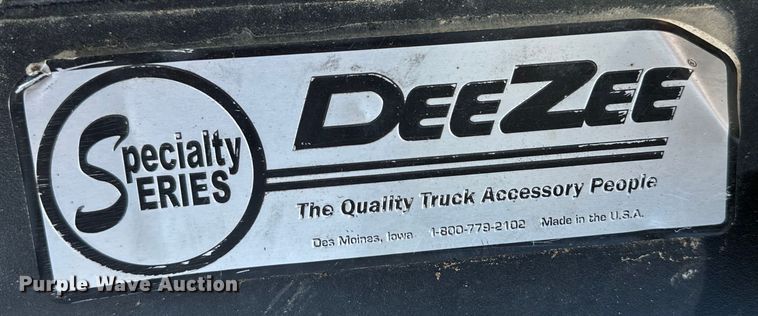 Specialty
SERIES
DEEZEE®
The Quality Truck Accessory People
Des Moines, Iowa 1-800-779-2102 Made in the U.S.A.
Purple Wave Auction